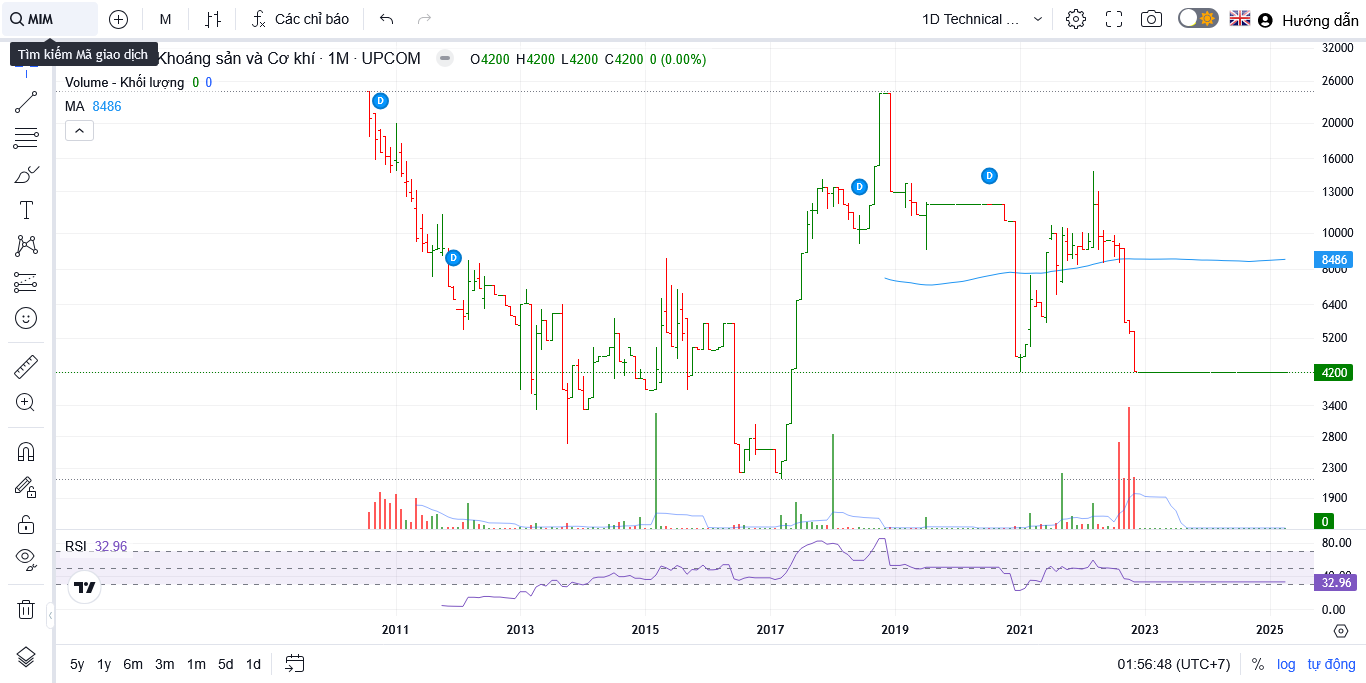 MIM
M
Các chỉ báo
1D Technical ...
Hướng dẫn
Tìm kiếm Mã giao dịch
Khoáng sản và Cơ khí · 1M · UPCOM
O4200 H4200 L4200 C4200 0 (0.00%)
Volume - Khối lượng 0 0
MA 8486
D
D
D
D
32000
26000
20000
16000
13000
10000
8486
8000
6400
5200
4200
3400
2800
2300
1900
0
RSI 32.96
80.00
40.00
32.96
0.00
2011
2013
2015
2017
2019
2021
2023
2025
5y 1y 6m 3m 1m 5d 1d
01:56:48 (UTC+7)
%
log
tự động